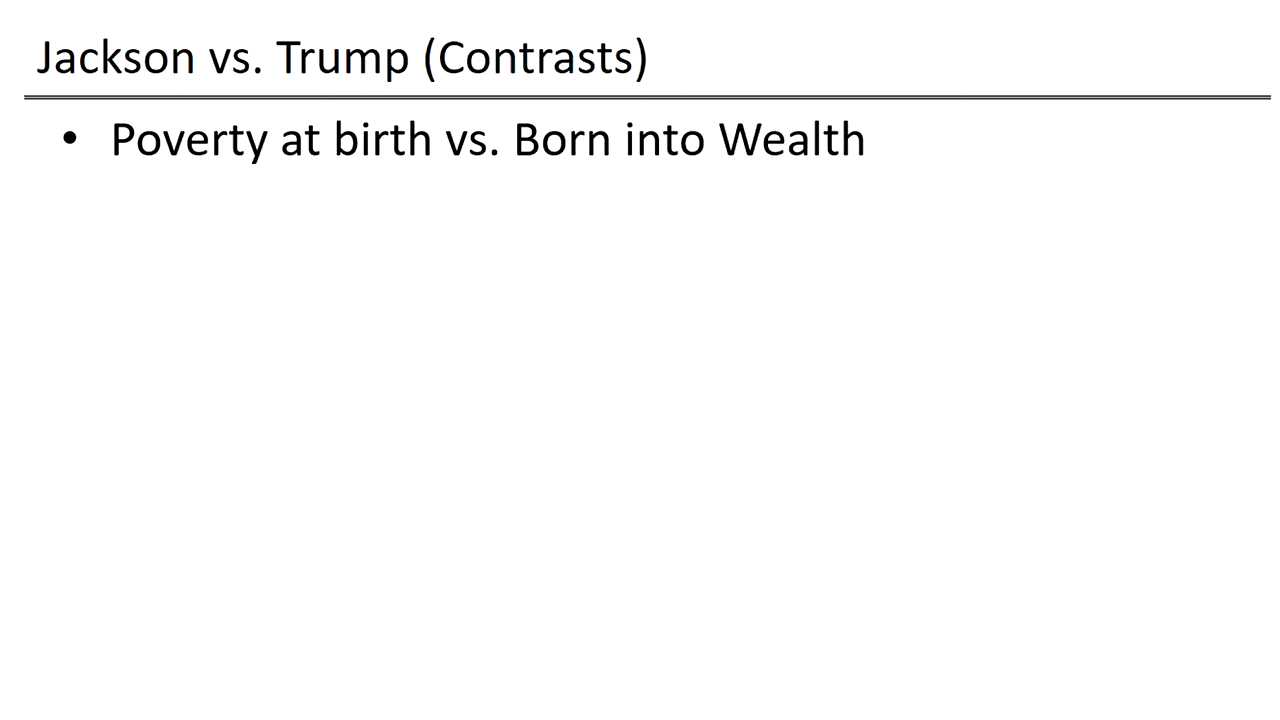 Jackson vs. Trump (Contrasts)
• Poverty at birth vs. Born into Wealth